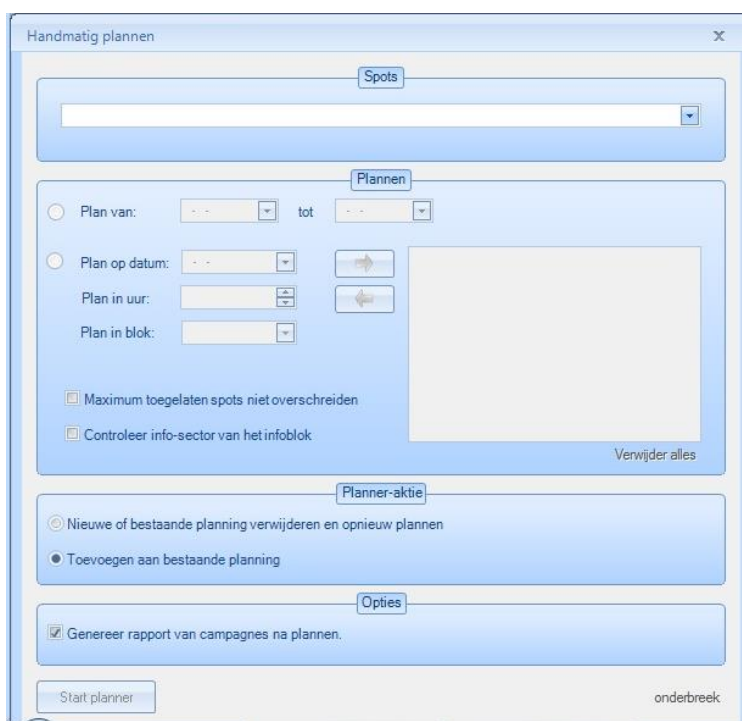 Handmatig plannen x
Spots
Plannen
Plan van: - - tot - -
Plan op datum: - -
Plan in uur:
Plan in blok:
Maximum toegelaten spots niet overschreiden
Controleer info-sector van het infoblok
Verwijder alles
Planner-aktie
Nieuwe of bestaande planning verwijderen en opnieuw plannen
Toevoegen aan bestaande planning
Opties
Genereer rapport van campagnes na plannen.
Start planner onderbreek